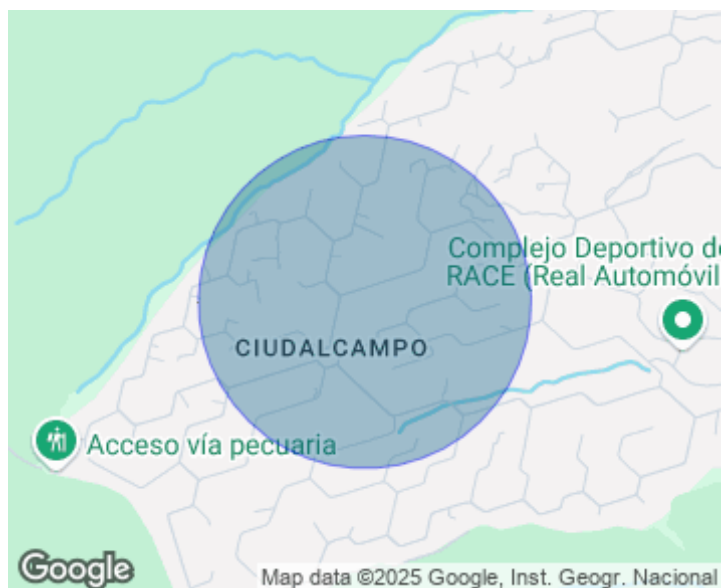 Complejo Deportivo de
RACE (Real Automóvil
CIUDALCAMPO
Acceso vía pecuaria
Google
Map data ©2025 Google, Inst. Geogr. Nacional